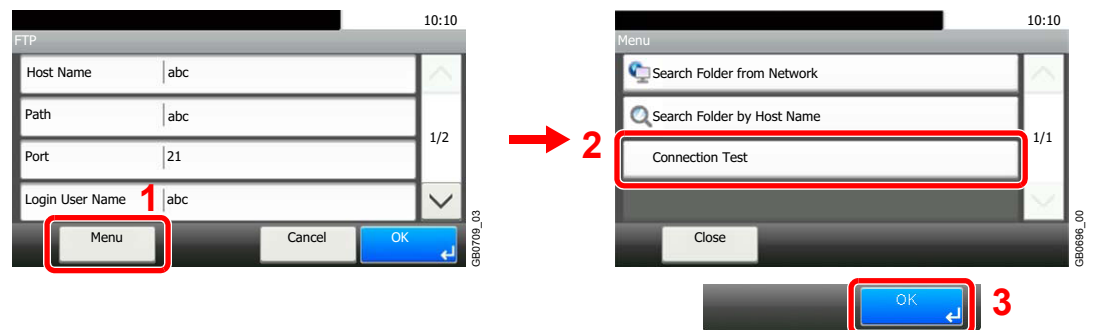 10:10
FTP
Host Name abc
Path abc
1/2
Port 21
Login User Name 1 abc
Menu Cancel OK
GB0709_03
2
10:10
Menu
Search Folder from Network
Search Folder by Host Name
1/1
Connection Test
Close
GB0696_00
OK
3